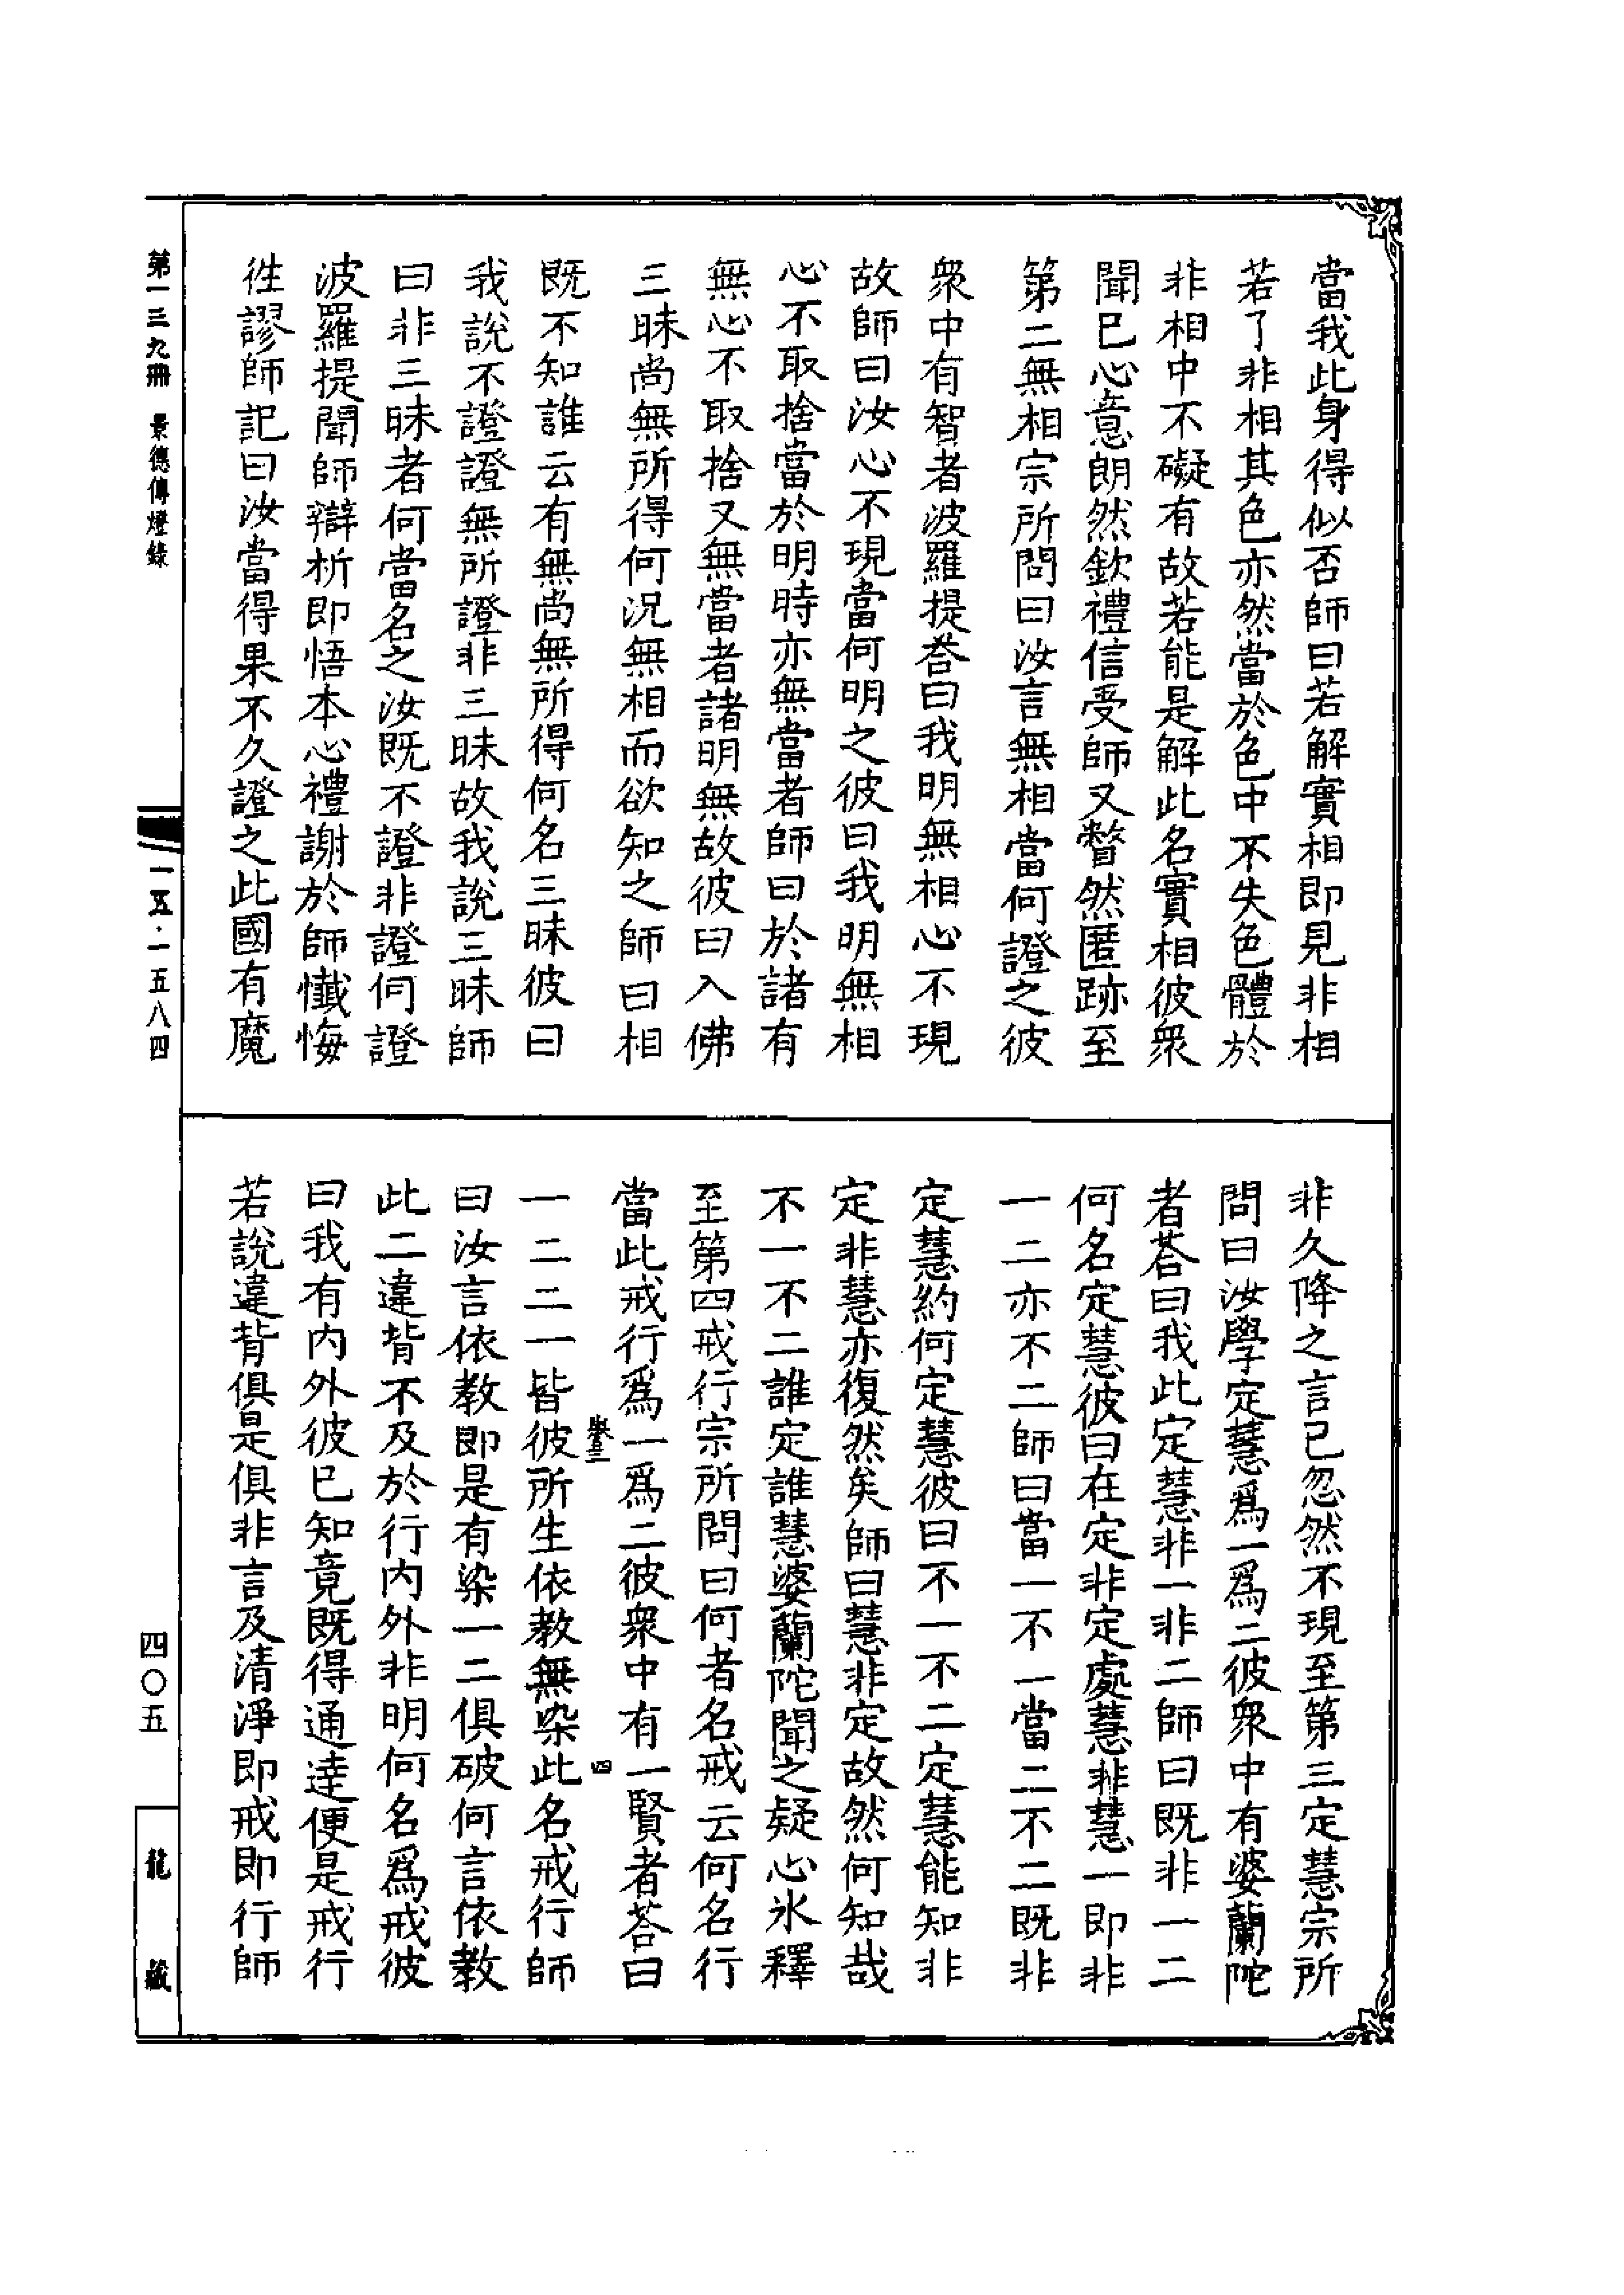 當我此身得似否師曰若解實相即見非相
若了非相其色亦然當於色中不失色體於
非相中不礙有故若能是解此名實相彼衆
聞已心意朗然欽禮信受師又瞥然匿跡至
第二無相宗所問曰汝言無相當何證之彼
衆中有智者波羅提荅曰我明無相心不現
故師曰汝心不現當何明之彼曰我明無相
心不取捨當於明時亦無當者師曰於諸有
無心不取捨又無當者諸明無故彼曰入佛
三昧尚無所得何況無相而欲知之師曰相
既不知誰云有無尚無所得何名三昧彼曰
我說不證證無所證非三昧故我說三昧師
曰非三昧者何當名之汝既不證非證何證
波羅提聞師辯析即悟本心禮謝於師懺悔
徃謬師記曰汝當得果不久證之此國有魔
非久降之言已忽然不現至第三定慧宗所
問曰汝學定慧爲一爲二彼衆中有婆蘭陀
者荅曰我此定慧非一非二師曰既非一二
何名定慧彼曰在定非定處慧非慧一即非
一二亦不二師曰當一不一當二不二既非
定慧約何定慧彼曰不一不二定慧能知非
定非慧亦復然矣師曰慧非定故然何知哉
不一不二誰定誰慧婆蘭陀聞之疑心氷釋
至第四戒行宗所問曰何者名戒云何名行
當此戒行爲一爲二彼衆中有一賢者荅曰
一二二一皆彼所生依教無染此名戒行師
曰汝言依教即是有染一二俱破何言依教
此二違背不及於行內外非明何名爲戒彼
曰我有內外彼已知竟既得通達便是戒行
若說違背俱是俱非言及清淨即戒即行師
四
第一三九冊 景德傳燈錄
一五·一五八四
四〇五
龍藏